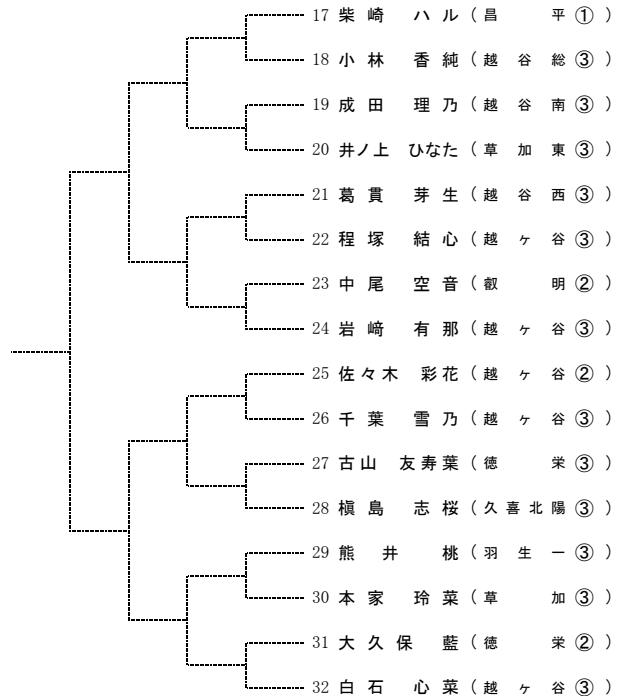 17 柴崎 ハル（昌平①）
18 小林 香純（越谷総③）
19 成田 理乃（越谷南③）
20 井ノ上 ひなた（草加東③）
21 葛貫 芽生（越谷西③）
22 程塚 結心（越ヶ谷③）
23 中尾 空音（叡明②）
24 岩﨑 有那（越ヶ谷③）
25 佐々木 彩花（越ヶ谷②）
26 千葉 雪乃（越ヶ谷③）
27 古山 友寿葉（徳栄③）
28 槇島 志桜（久喜北陽③）
29 熊井 桃（羽生一③）
30 本家 玲菜（草加③）
31 大久保 藍（徳栄②）
32 白石 心菜（越ヶ谷③）